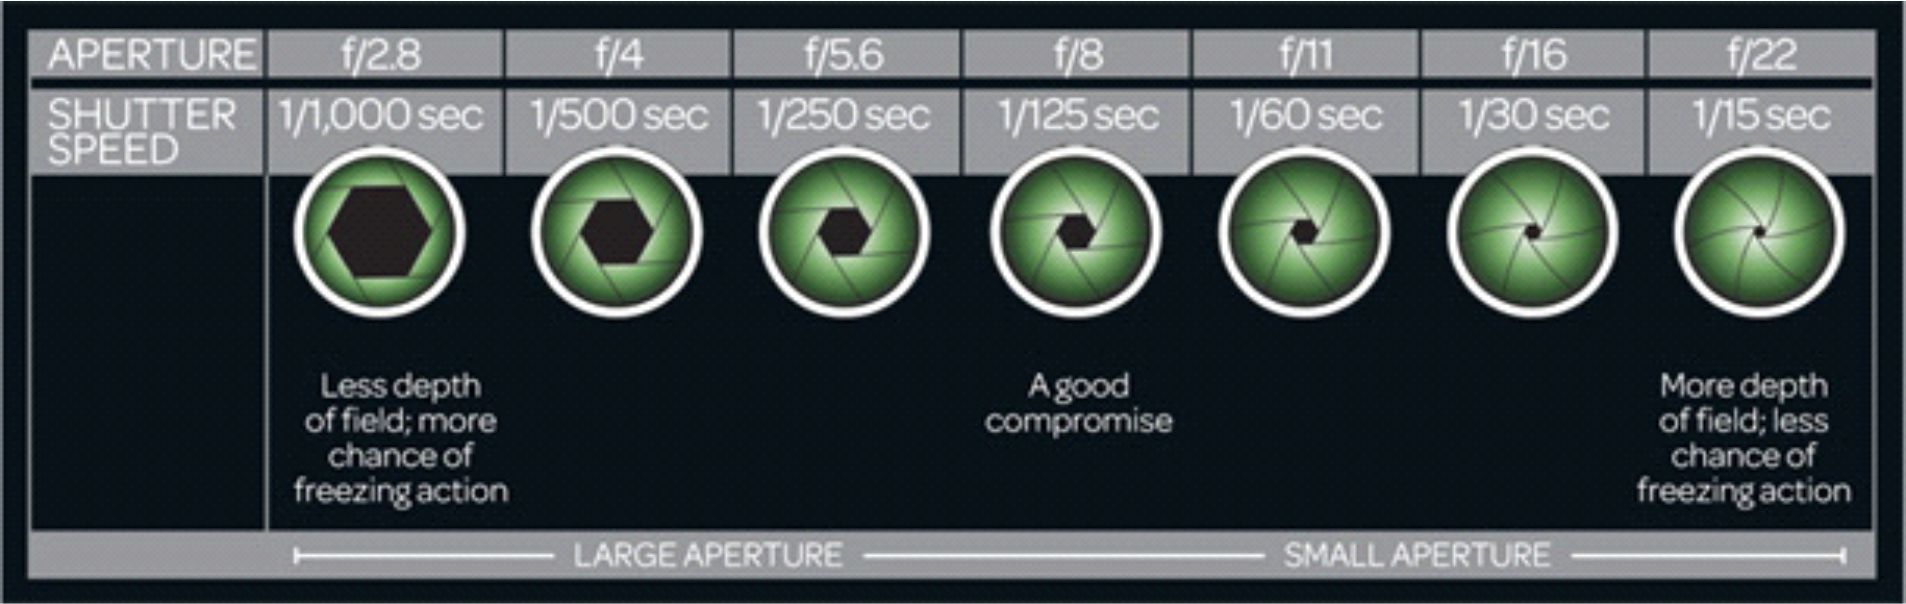 APERTURE f/2.8 f/4 f/5.6 f/8 f/11 f/16 f/22
SHUTTER SPEED 1/1,000 sec 1/500 sec 1/250 sec 1/125 sec 1/60 sec 1/30 sec 1/15 sec
Less depth
of field; more
chance of
freezing action
A good
compromise
More depth
of field; less
chance of
freezing action
LARGE APERTURE SMALL APERTURE